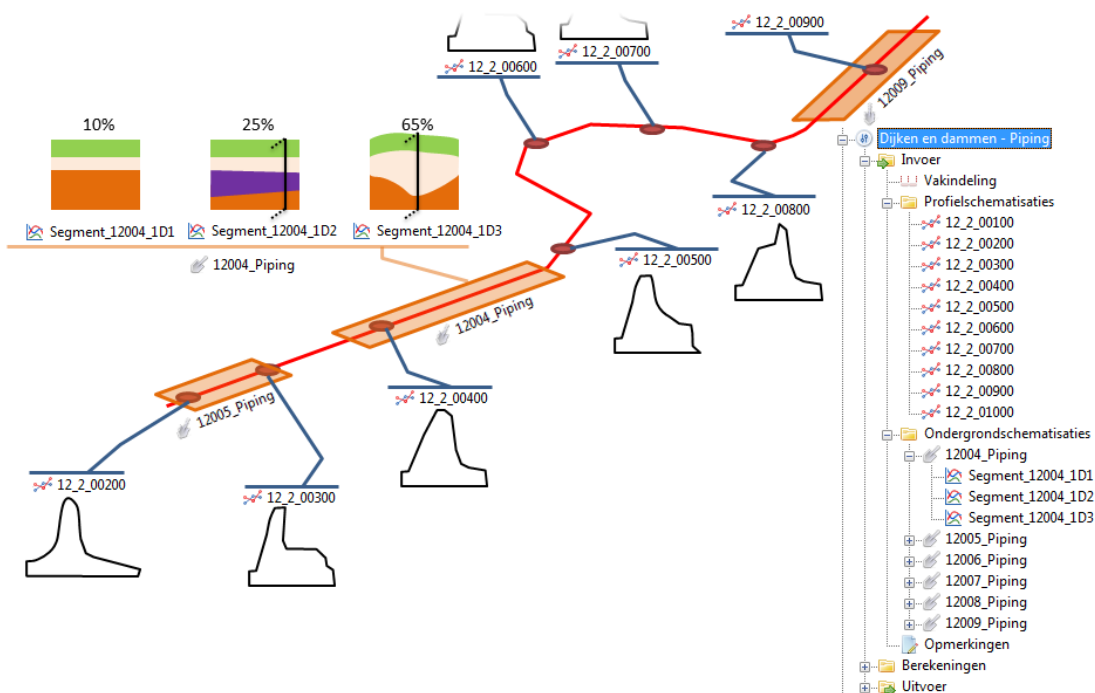 12_2_00900
12_2_00600
12_2_00700
12009_Piping
10%
25%
65%
Segment_12004_1D1
Segment_12004_1D2
Segment_12004_1D3
12004_Piping
12_2_00800
12_2_00500
12004_Piping
12_2_00400
12005_Piping
12_2_00200
12_2_00300
Dijken en dammen - Piping
Invoer
Vakindeling
Profielschematisaties
12_2_00100
12_2_00200
12_2_00300
12_2_00400
12_2_00500
12_2_00600
12_2_00700
12_2_00800
12_2_00900
12_2_01000
Ondergrondschematisaties
12004_Piping
Segment_12004_1D1
Segment_12004_1D2
Segment_12004_1D3
12005_Piping
12006_Piping
12007_Piping
12008_Piping
12009_Piping
Opmerkingen
Berekeningen
Uitvoer